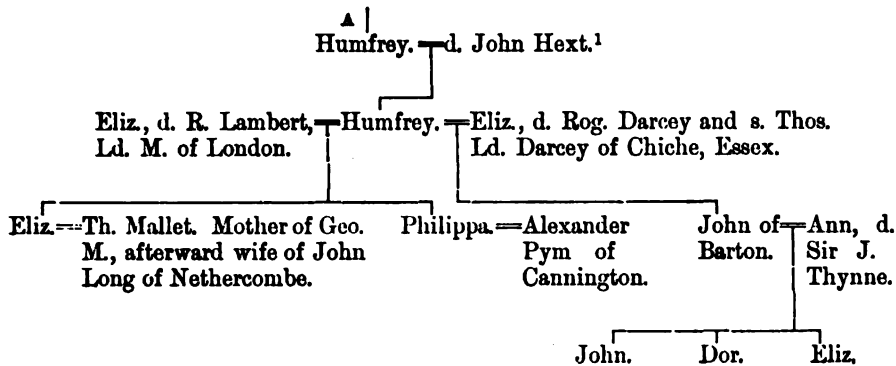 A
Humfrey. d. John Hext.¹
Eliz., d. R. Lambert, Humfrey. Eliz., d. Rog. Darcey and s. Thos.
Ld. M. of London. Ld. Darcey of Chiche, Essex.
Eliz. Th. Mallet. Mother of Geo. Philippa. Alexander John of Ann, d.
M., afterward wife of John Pym of Barton. Sir J.
Long of Nethercombe. Cannington. Thynne.
John. Dor. Eliz.